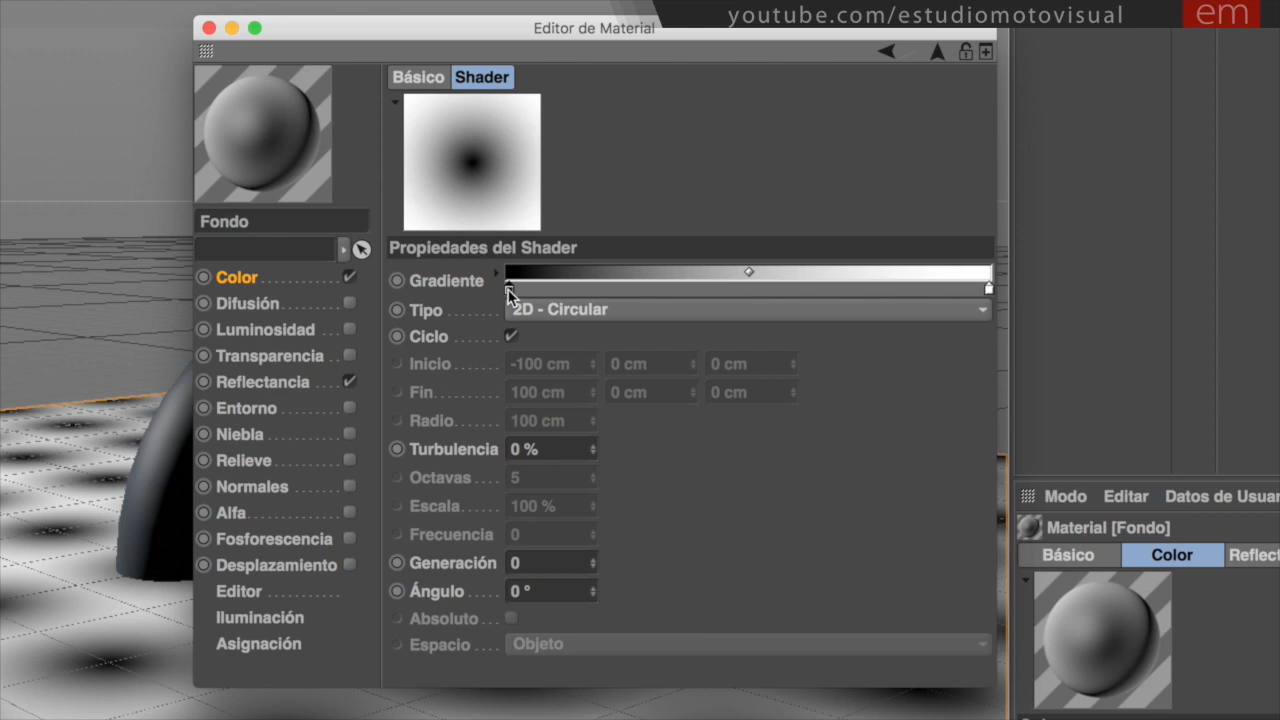 youtube.com/estudiomotovisual
em
Editor de Material
Básico Shader
Fondo
Propiedades del Shader
Color
Difusión
Luminosidad
Transparencia
Reflectancia
Entorno
Niebla
Relieve
Normales
Alfa
Fosforescencia
Desplazamiento
Editor
Iluminación
Asignación
Gradiente
Tipo 2D - Circular
Ciclo
Inicio -100 cm 0 cm 0 cm
Fin 100 cm 0 cm 0 cm
Radio 100 cm
Turbulencia 0 %
Octavas 5
Escala 100 %
Frecuencia 0
Generación 0
Ángulo 0 °
Absoluto
Espacio Objeto
Modo Editar Datos de Usuar
Material [Fondo]
Básico Color Reflect